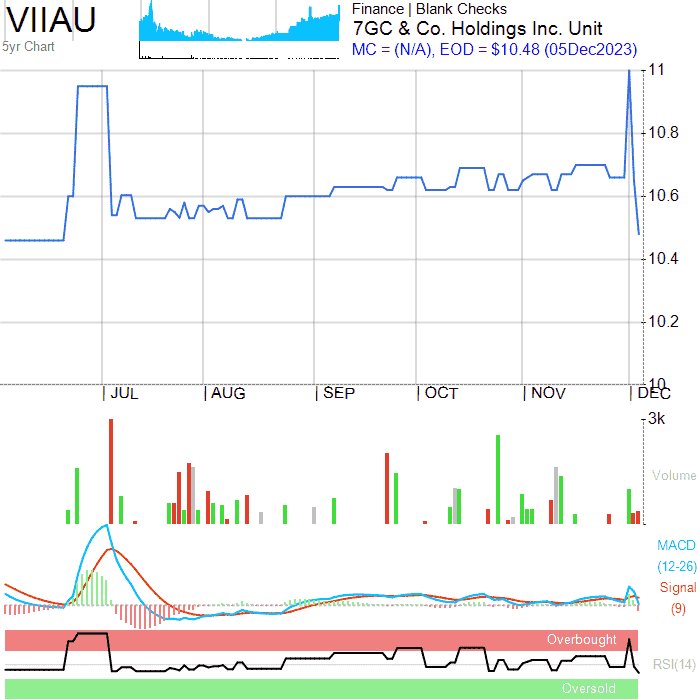 VIIAU
5yr Chart
Finance | Blank Checks
7GC & Co. Holdings Inc. Unit
MC = (N/A), EOD = $10.48 (05Dec2023)
11
10.8
10.6
10.4
10.2
10
| JUL | AUG | SEP | OCT | NOV | DEC
3k
Volume
MACD
(12-26)
Signal
(9)
Overbought
RSI(14)
Oversold